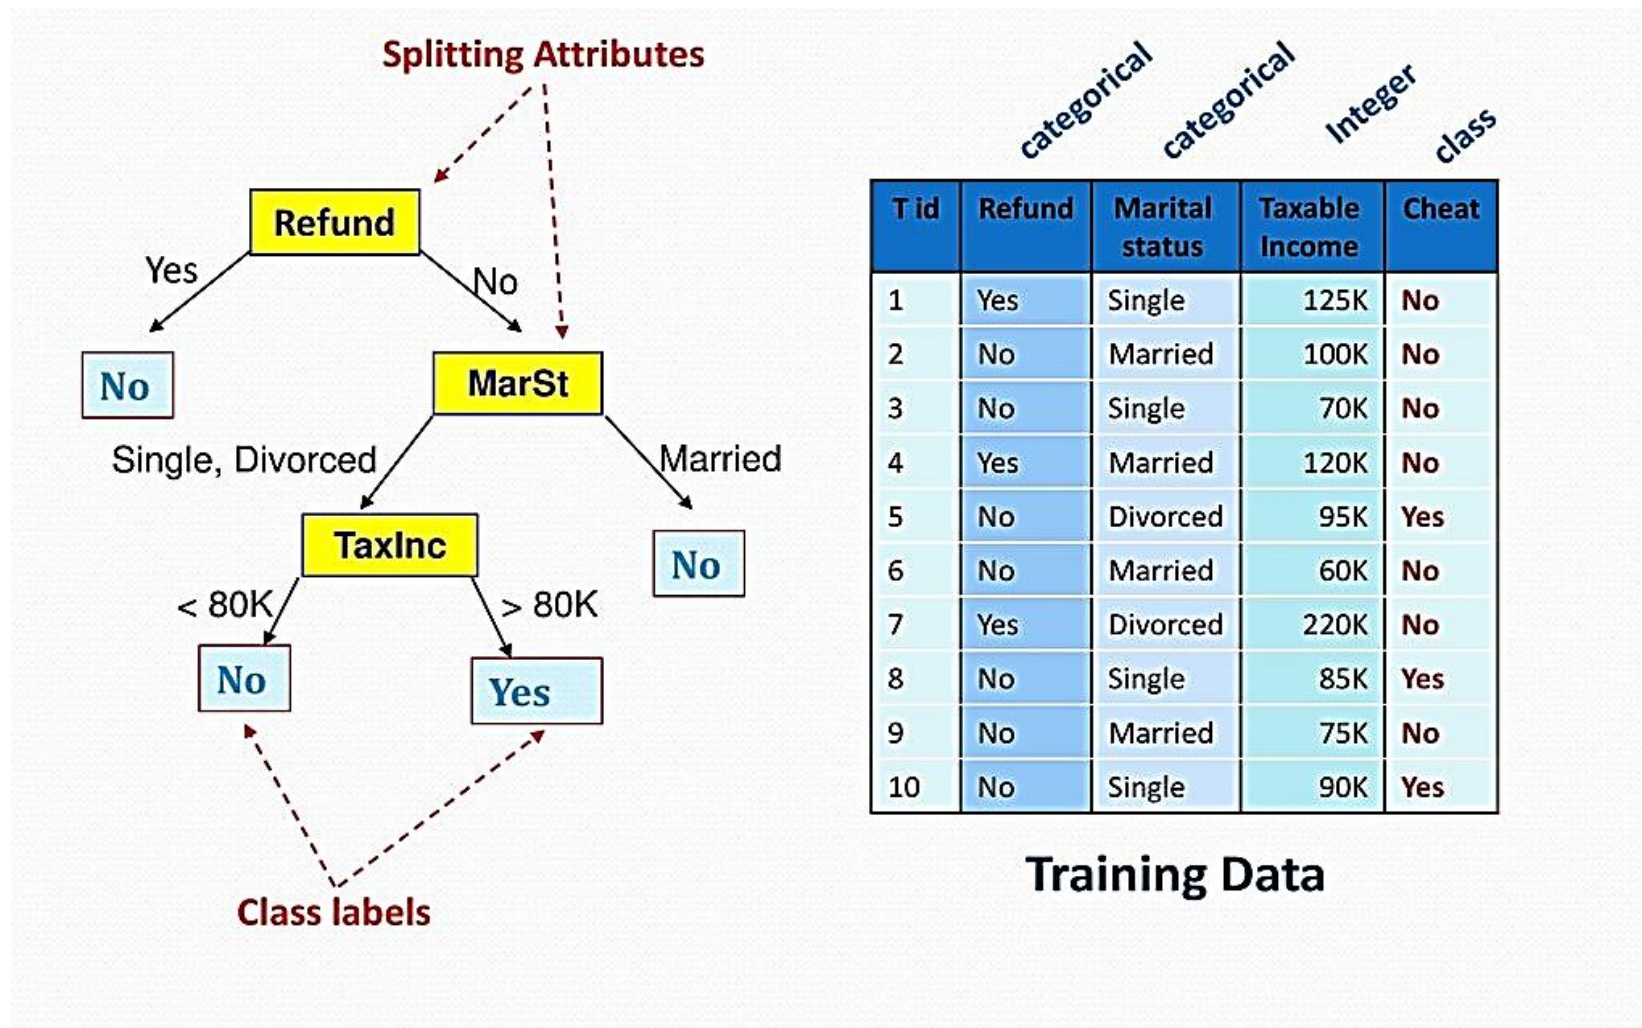 Splitting Attributes
Refund
Yes
No
No
MarSt
Single, Divorced
Married
TaxInc
No
< 80K
> 80K
No
Yes
Class labels
categorical
categorical
Integer
class
T id Refund Marital status Taxable Income Cheat
1 Yes Single 125K No
2 No Married 100K No
3 No Single 70K No
4 Yes Married 120K No
5 No Divorced 95K Yes
6 No Married 60K No
7 Yes Divorced 220K No
8 No Single 85K Yes
9 No Married 75K No
10 No Single 90K Yes
Training Data